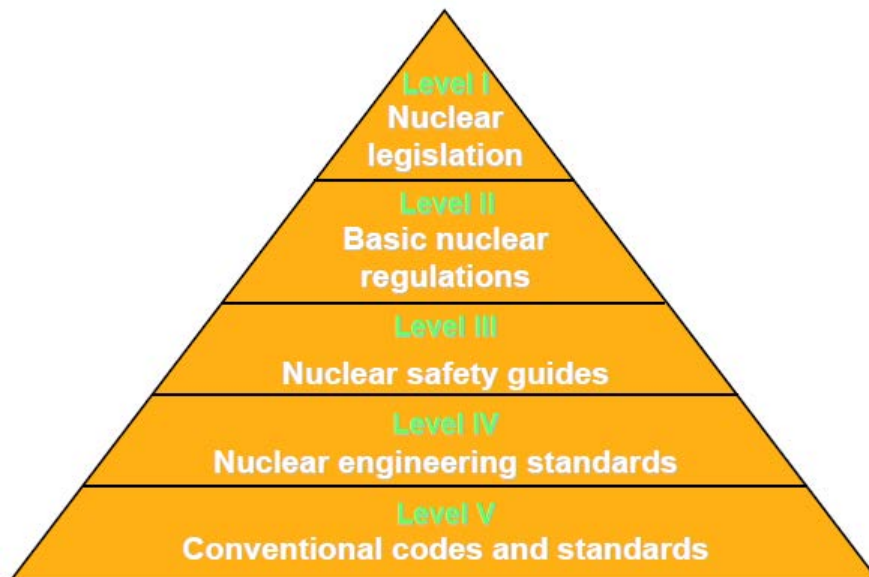 Level I
Nuclear
legislation
Level II
Basic nuclear
regulations
Level III
Nuclear safety guides
Level IV
Nuclear engineering standards
Level V
Conventional codes and standards